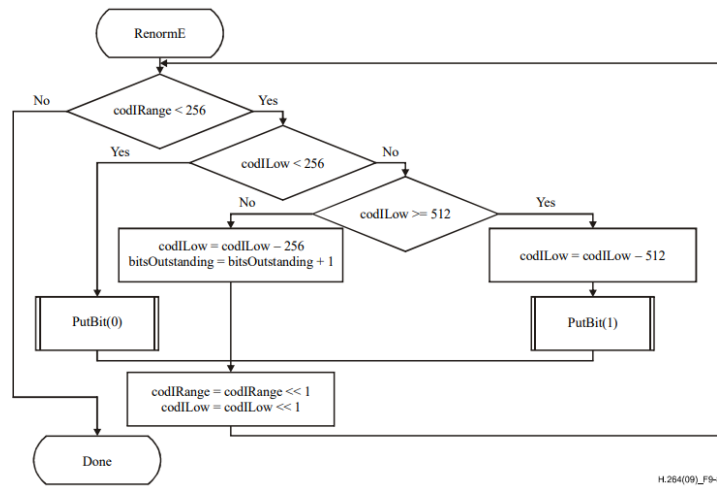 RenormE
No
codIRange < 256
Yes
Yes
codILow < 256
No
No
codILow >= 512
Yes
codILow = codILow – 256
bitsOutstanding = bitsOutstanding + 1
codILow = codILow – 512
PutBit(0)
PutBit(1)
codIRange = codIRange << 1
codILow = codILow << 1
Done
H.264(09)_F9-